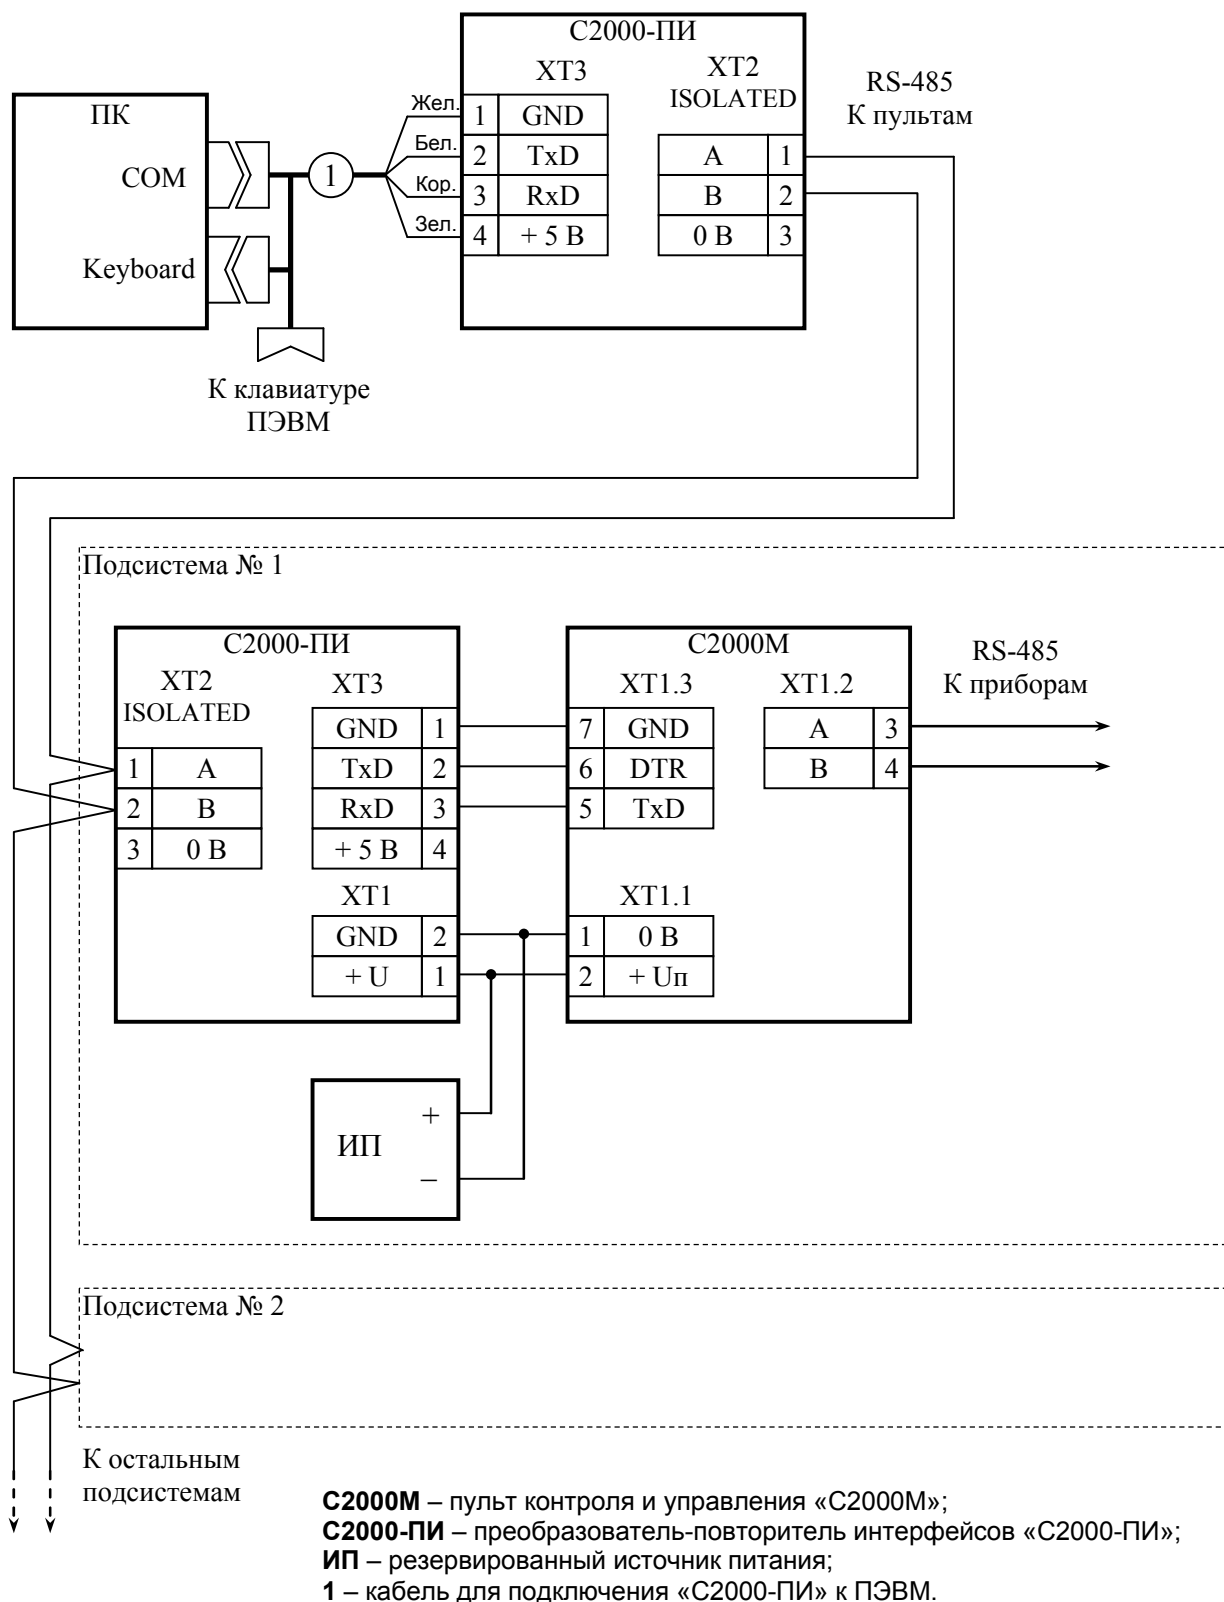 С2000-ПИ
ХТ3
ХТ2
ISOLATED
RS-485
К пультам
ПК
COM
Keyboard
1
Жел.
Бел.
Кор.
Зел.
1 GND
2 TxD
3 RxD
4 + 5 В
A 1
B 2
0 В 3
К клавиатуре
ПЭВМ
Подсистема № 1
С2000-ПИ
ХТ2
ISOLATED
ХТ3
1 A
2 B
3 0 В
GND 1
TxD 2
RxD 3
+ 5 В 4
ХТ1
GND 2
+ U 1
С2000М
ХТ1.3
ХТ1.2
7 GND
6 DTR
5 TxD
A 3
B 4
ХТ1.1
1 0 В
2 + Uп
RS-485
К приборам
ИП
+
–
Подсистема № 2
К остальным
подсистемам
С2000М – пульт контроля и управления «С2000М»;
С2000-ПИ – преобразователь-повторитель интерфейсов «С2000-ПИ»;
ИП – резервированный источник питания;
1 – кабель для подключения «С2000-ПИ» к ПЭВМ.